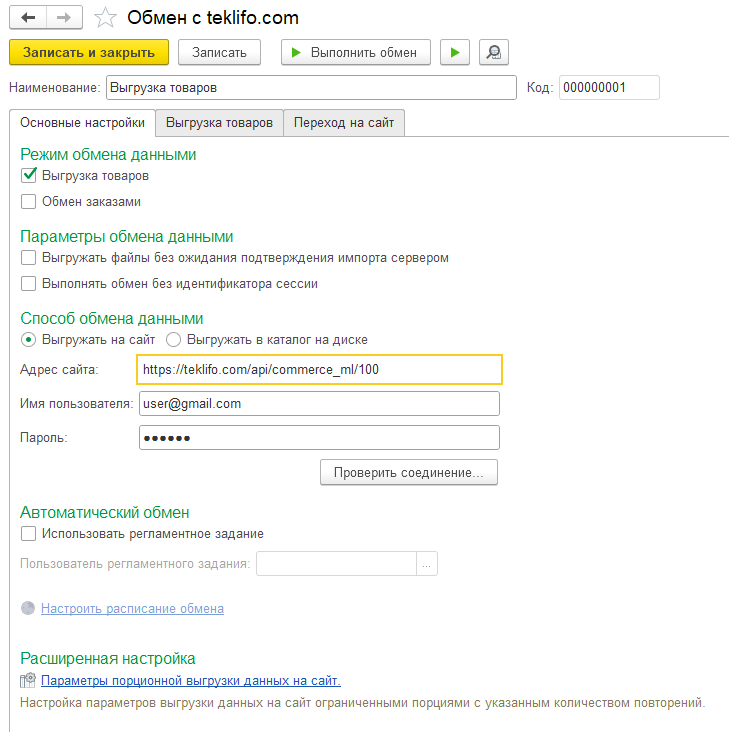 Обмен с teklifo.com
Записать и закрыть Записать Выполнить обмен
Наименование: Выгрузка товаров Код: 000000001
Основные настройки Выгрузка товаров Переход на сайт
Режим обмена данными
Выгрузка товаров
Обмен заказами
Параметры обмена данными
Выгружать файлы без ожидания подтверждения импорта сервером
Выполнять обмен без идентификатора сессии
Способ обмена данными
Выгружать на сайт Выгружать в каталог на диске
Адрес сайта: https://teklifo.com/api/commerce_ml/100
Имя пользователя: user@gmail.com
Пароль: ●●●●●●
Проверить соединение...
Автоматический обмен
Использовать регламентное задание
Пользователь регламентного задания: ...
Настроить расписание обмена
Расширенная настройка
Параметры порционной выгрузки данных на сайт.
Настройка параметров выгрузки данных на сайт ограниченными порциями с указанным количеством повторений.